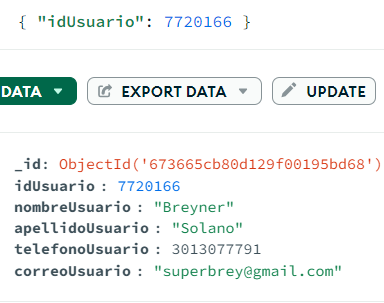 { "idUsuario": 7720166 }
DATA EXPORT DATA UPDATE
_id: ObjectId('673665cb80d129f00195bd68')
idUsuario : 7720166
nombreUsuario : "Breyner"
apellidoUsuario : "Solano"
telefonoUsuario : 3013077791
correoUsuario : "superbrey@gmail.com"